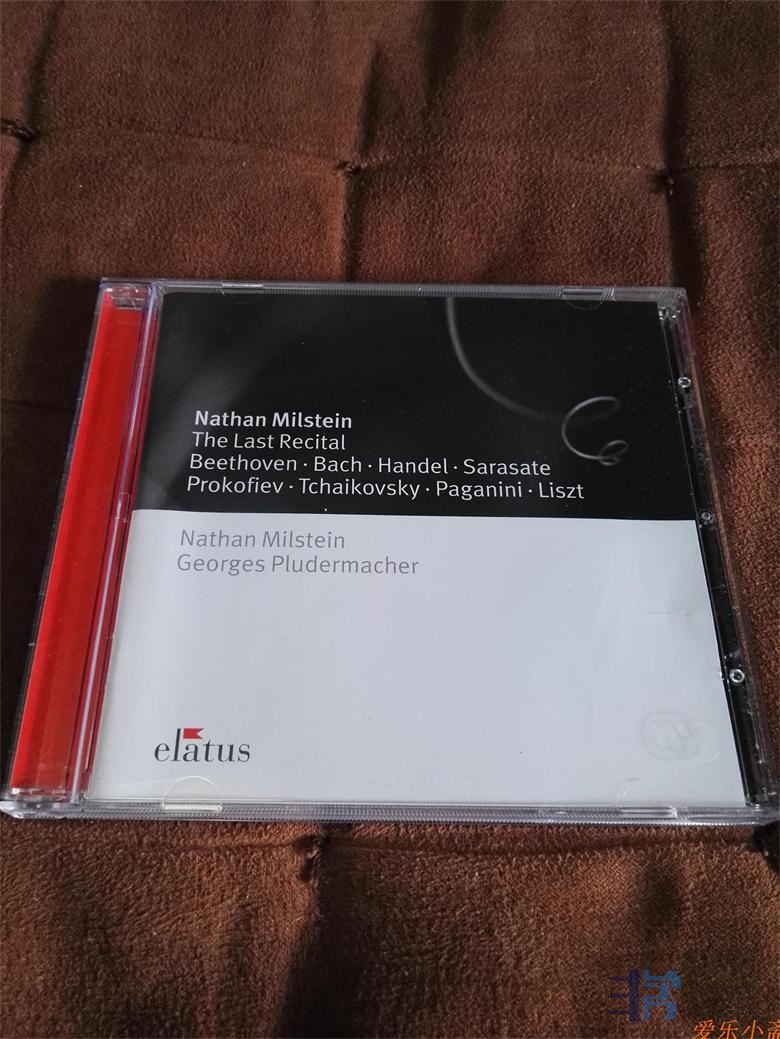 Nathan Milstein
The Last Recital
Beethoven · Bach · Handel · Sarasate
Prokofiev · Tchaikovsky · Paganini · Liszt
Nathan Milstein
Georges Pludermacher
elatus
爱乐小斋